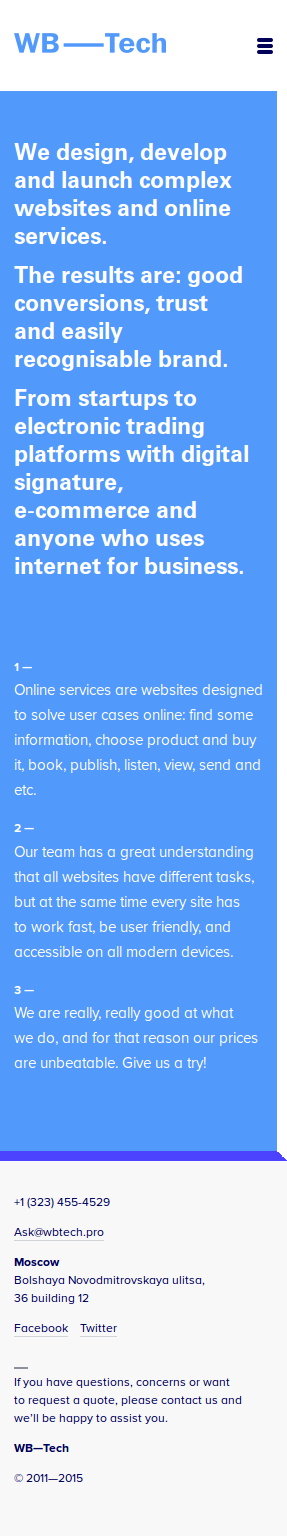 WB—Tech
We design, develop
and launch complex
websites and online
services.
The results are: good
conversions, trust
and easily
recognisable brand.
From startups to
electronic trading
platforms with digital
signature,
e-commerce and
anyone who uses
internet for business.
1 —
Online services are websites designed
to solve user cases online: find some
information, choose product and buy
it, book, publish, listen, view, send and
etc.
2 —
Our team has a great understanding
that all websites have different tasks,
but at the same time every site has
to work fast, be user friendly, and
accessible on all modern devices.
3 —
We are really, really good at what
we do, and for that reason our prices
are unbeatable. Give us a try!
+1 (323) 455-4529
Ask@wbtech.pro
Moscow
Bolshaya Novodmitrovskaya ulitsa,
36 building 12
Facebook Twitter
—
If you have questions, concerns or want
to request a quote, please contact us and
we'll be happy to assist you.
WB—Tech
© 2011—2015